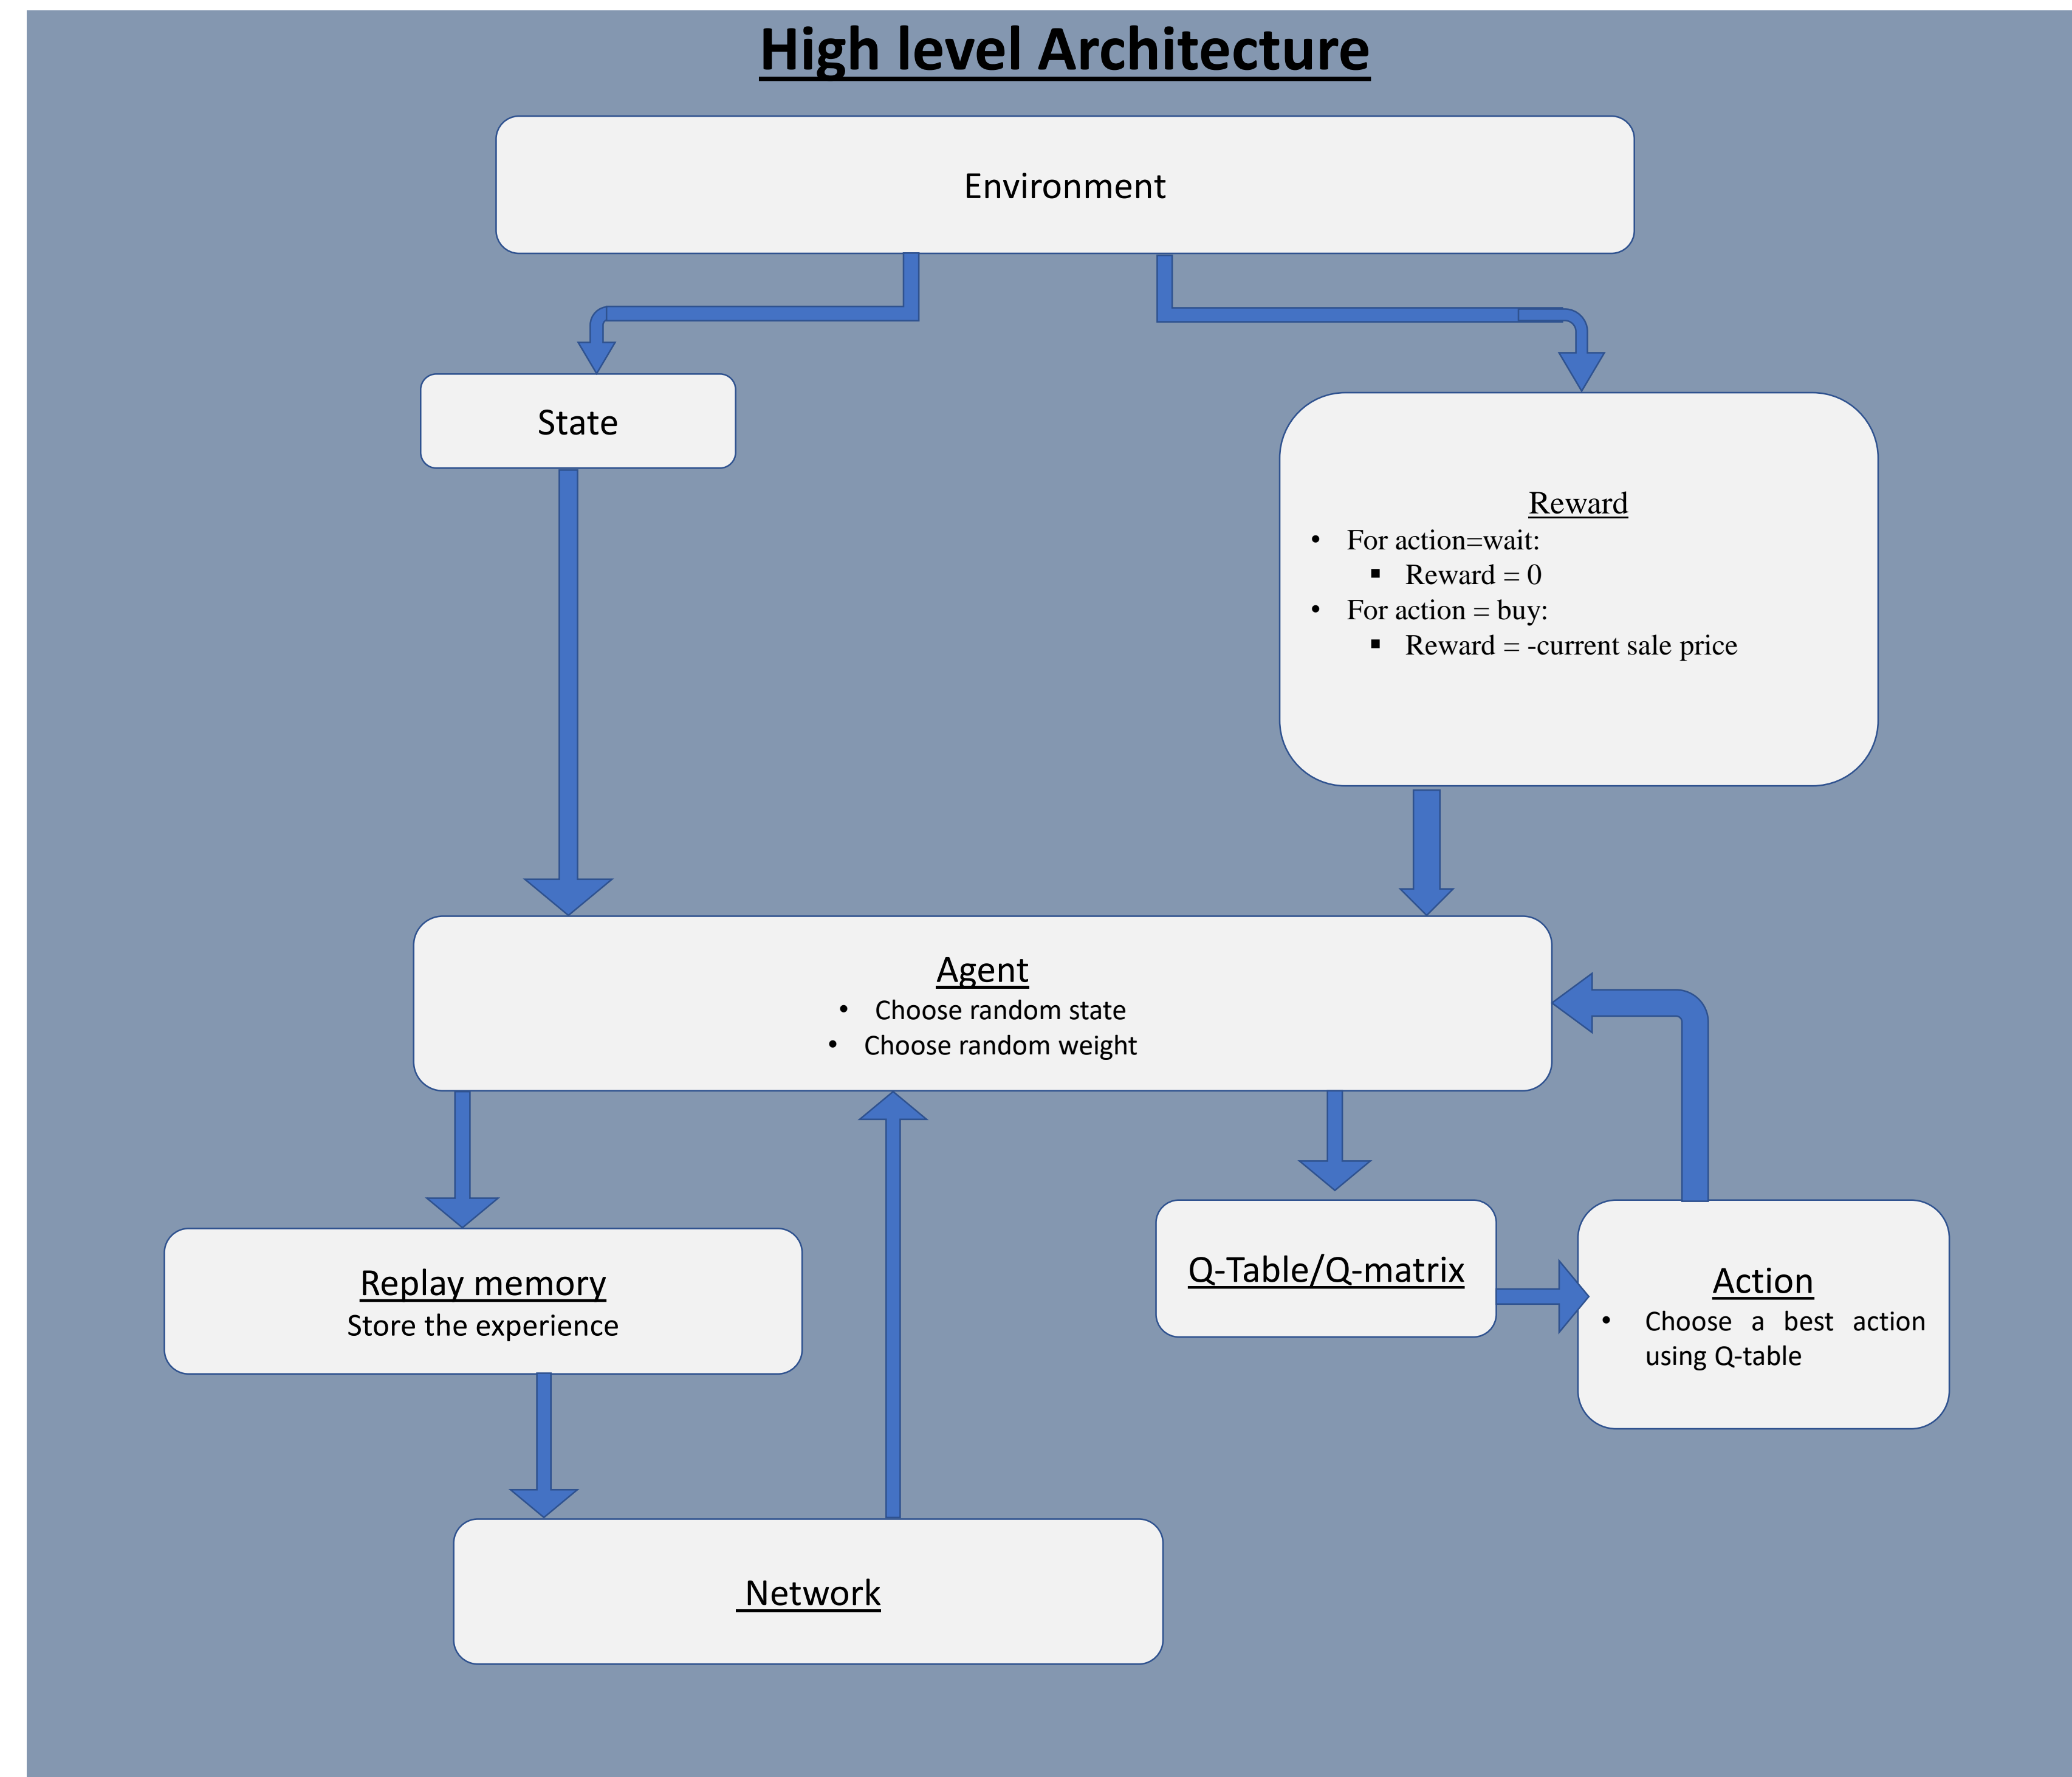 High level Architecture
Environment
State
Reward
• For action=wait:
▪ Reward = 0
• For action = buy:
▪ Reward = -current sale price
Agent
• Choose random state
• Choose random weight
Replay memory
Store the experience
Q-Table/Q-matrix
Action
• Choose a best action
using Q-table
Network